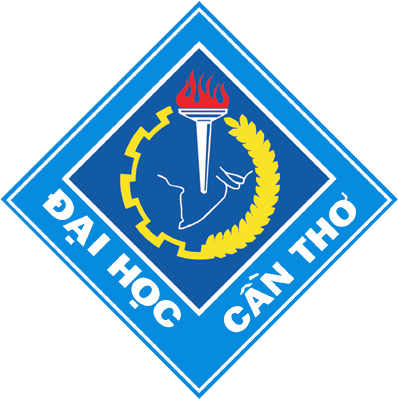 ĐẠI HỌC
CẦN THƠ